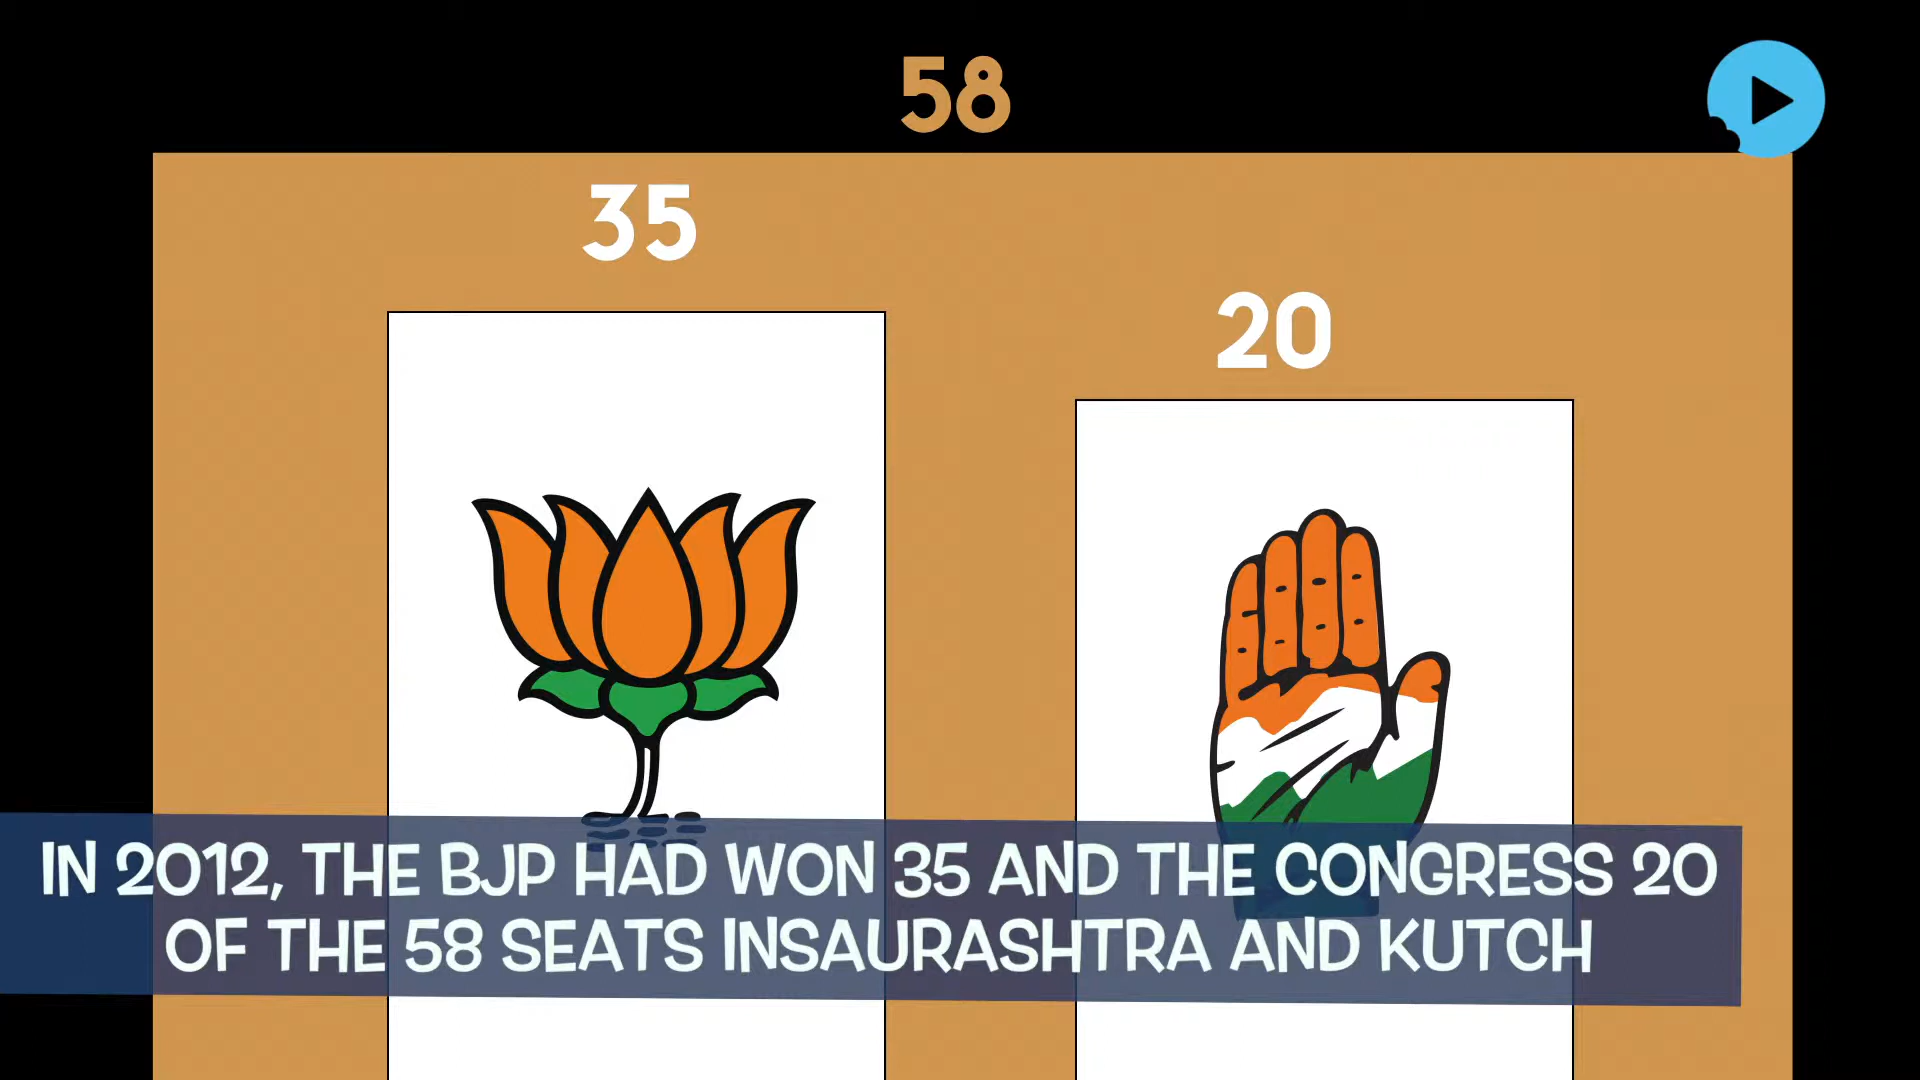 58
35
20
IN 2012, THE BJP HAD WON 35 AND THE CONGRESS 20
OF THE 58 SEATS INSAURASHTRA AND KUTCH